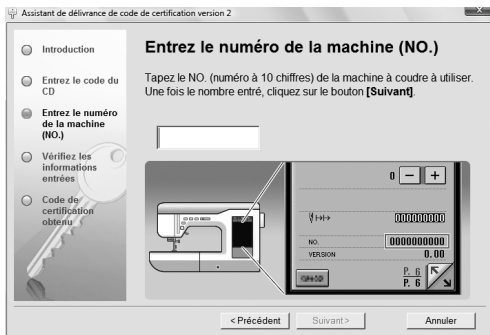 Assistant de délivrance de code de certification version 2
Introduction
Entrez le code du
CD
Entrez le numéro
de la machine
(NO.)
Vérifiez les
informations
entrées
Code de
certification
obtenu
Entrez le numéro de la machine (NO.)
Tapez le NO. (numéro à 10 chiffres) de la machine à coudre à utiliser.
Une fois le nombre entré, cliquez sur le bouton [Suivant].
0 - +
000000000
NO. 0000000000
VERSION 0.00
P. 6
P. 6
< Précédent Suivant > Annuler